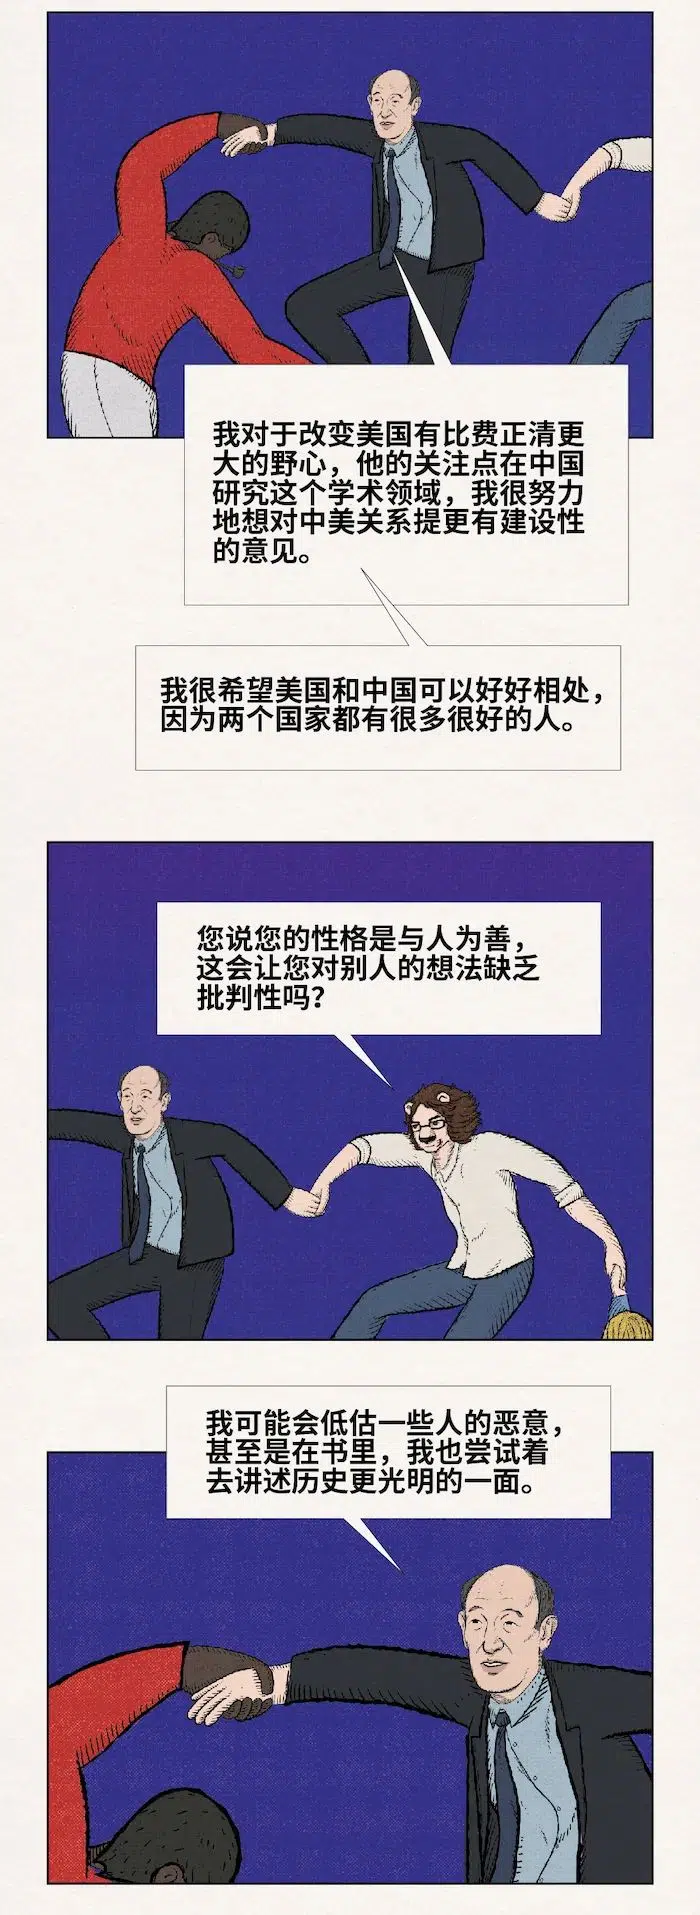 我对于改变美国有比费正清更
大的野心，他的关注点在中国
研究这个学术领域，我很努力
地想对中美关系提更有建设性
的意见。
我很希望美国和中国可以好好相处，
因为两个国家都有很多很好的人。
您说您的性格是与人为善，
这会让您对别人的想法缺乏
批判性吗？
我可能会低估一些人的恶意，
甚至是在书里，我也尝试着
去讲述历史更光明的一面。